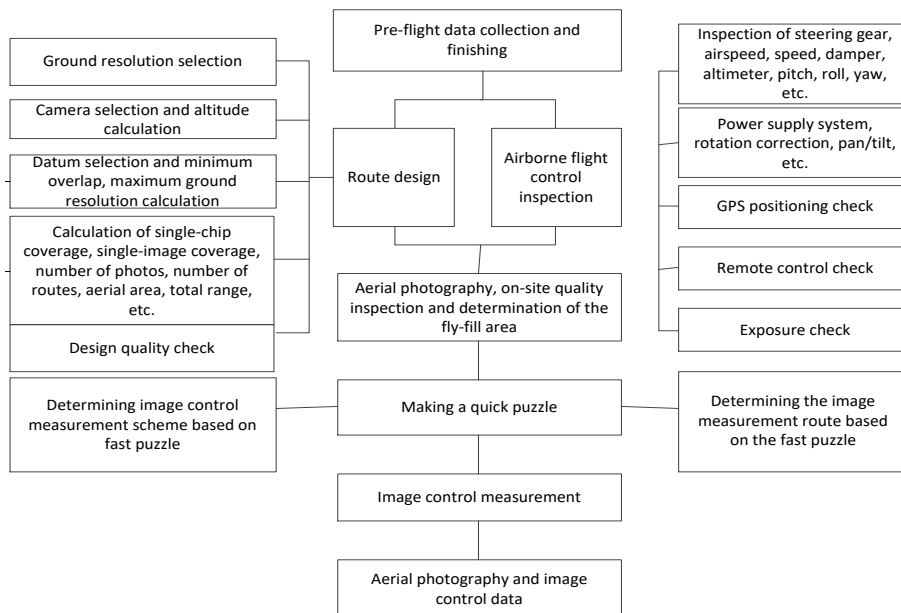 Pre-flight data collection and
finishing
Ground resolution selection
Camera selection and altitude
calculation
Datum selection and minimum
overlap, maximum ground
resolution calculation
Calculation of single-chip
coverage, single-image coverage,
number of photos, number of
routes, aerial area, total range,
etc.
Design quality check
Route design
Airborne flight
control
inspection
Inspection of steering gear,
airspeed, speed, damper,
altimeter, pitch, roll, yaw,
etc.
Power supply system,
rotation correction, pan/tilt,
etc.
GPS positioning check
Remote control check
Exposure check
Aerial photography, on-site quality
inspection and determination of the
fly-fill area
Determining image control
measurement scheme based on
fast puzzle
Making a quick puzzle
Determining the image
measurement route based
on the fast puzzle
Image control measurement
Aerial photography and image
control data